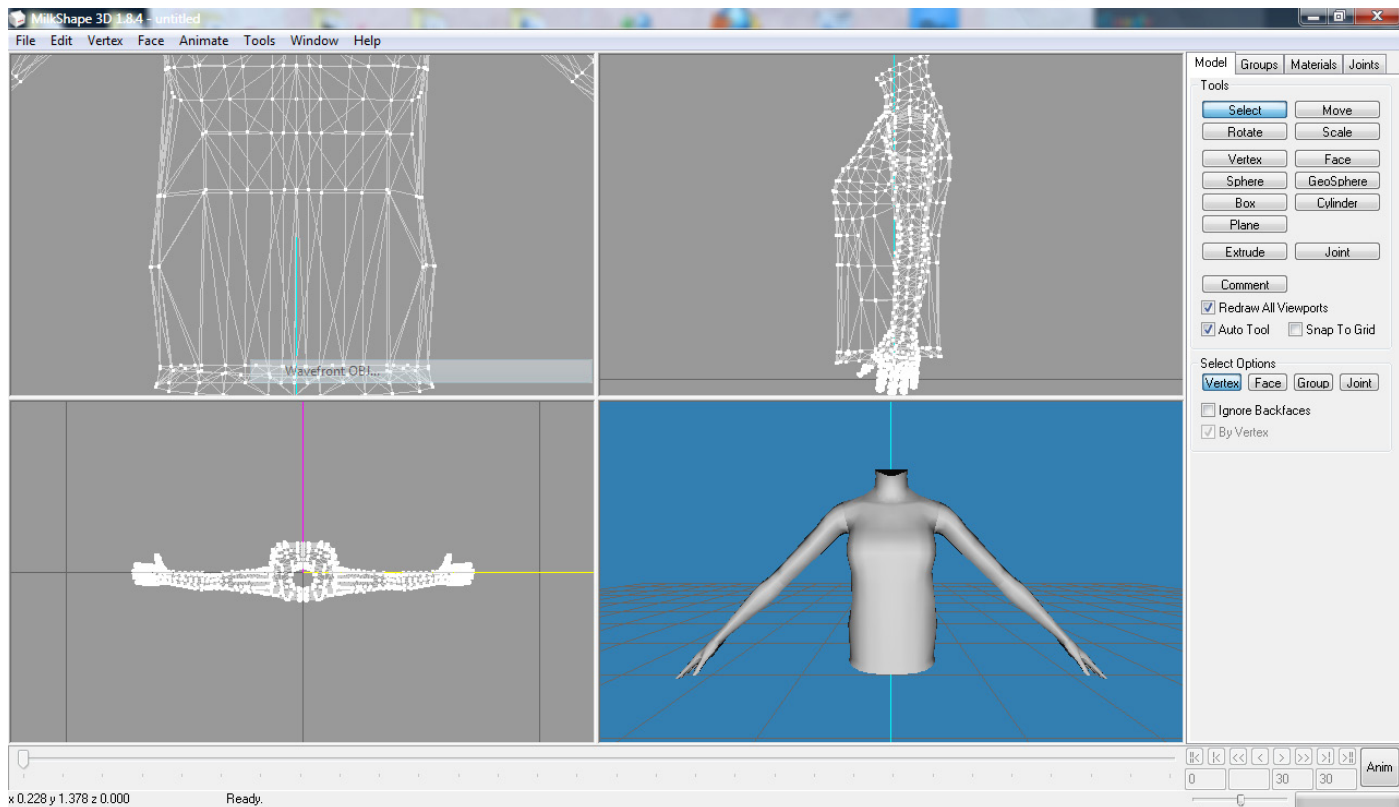 MilkShape 3D 1.8.4 - untitled
File Edit Vertex Face Animate Tools Window Help
Model Groups Materials Joints
Tools
Select Move
Rotate Scale
Vertex Face
Sphere GeoSphere
Box Cylinder
Plane
Extrude Joint
Comment
Redraw All Viewports
Auto Tool Snap To Grid
Select Options
Vertex Face Group Joint
Ignore Backfaces
By Vertex
Wavefront OBJ...
|< |< << < > >> >| >||
Anim
0 30 30
x 0.228 y 1.378 z 0.000 Ready.